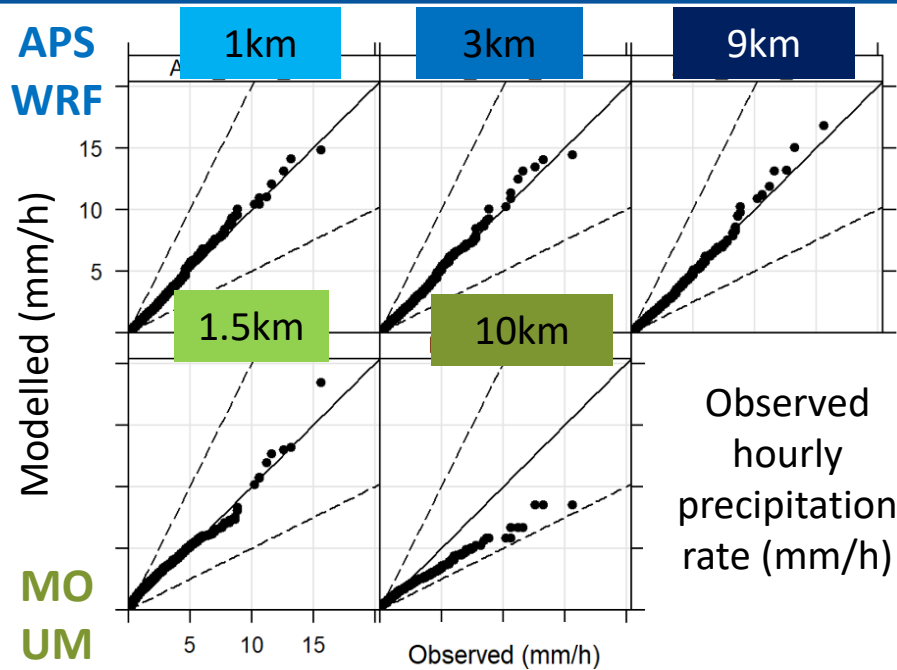 APS
WRF
1km
3km
9km
A
15
10
5
Modelled (mm/h)
1.5km
10km
MO
UM
5 10 15
Observed (mm/h)
Observed
hourly
precipitation
rate (mm/h)